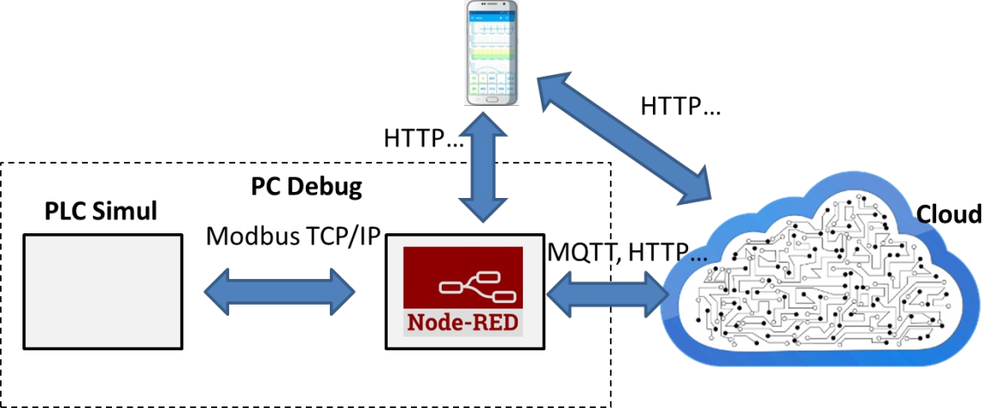 HTTP...
HTTP...
PC Debug
PLC Simul
Cloud
Modbus TCP/IP
MQTT, HTTP...
Node-RED